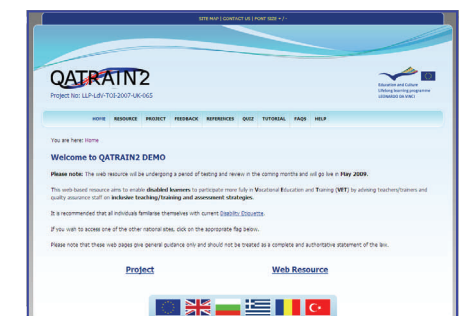 SITE MAP | CONTACT US | FONT SIZE + / -
QATRAIN2
Project No: LLP-LdV-TOI-2007-UK-065
Education and Culture
Lifelong learning programme
LEONARDO DA VINCI
HOME RESOURCE PROJECT FEEDBACK REFERENCES QUIZ TUTORIAL FAQS HELP
You are here: Home
Welcome to QATRAIN2 DEMO
Please note: The web resource will be undergoing a period of testing and review in the coming months and will go live in May 2009.
This web-based resource aims to enable disabled learners to participate more fully in Vocational Education and Training (VET) by advising teachers/trainers and
quality assurance staff on inclusive teaching/training and assessment strategies.
It is recommended that all individuals familiarise themselves with current Disability Etiquette.
If you wish to access one of the other national sites, click on the appropriate flag below.
Please note that these web pages give general guidance only and should not be treated as a complete and authoritative statement of the law.
Project Web Resource